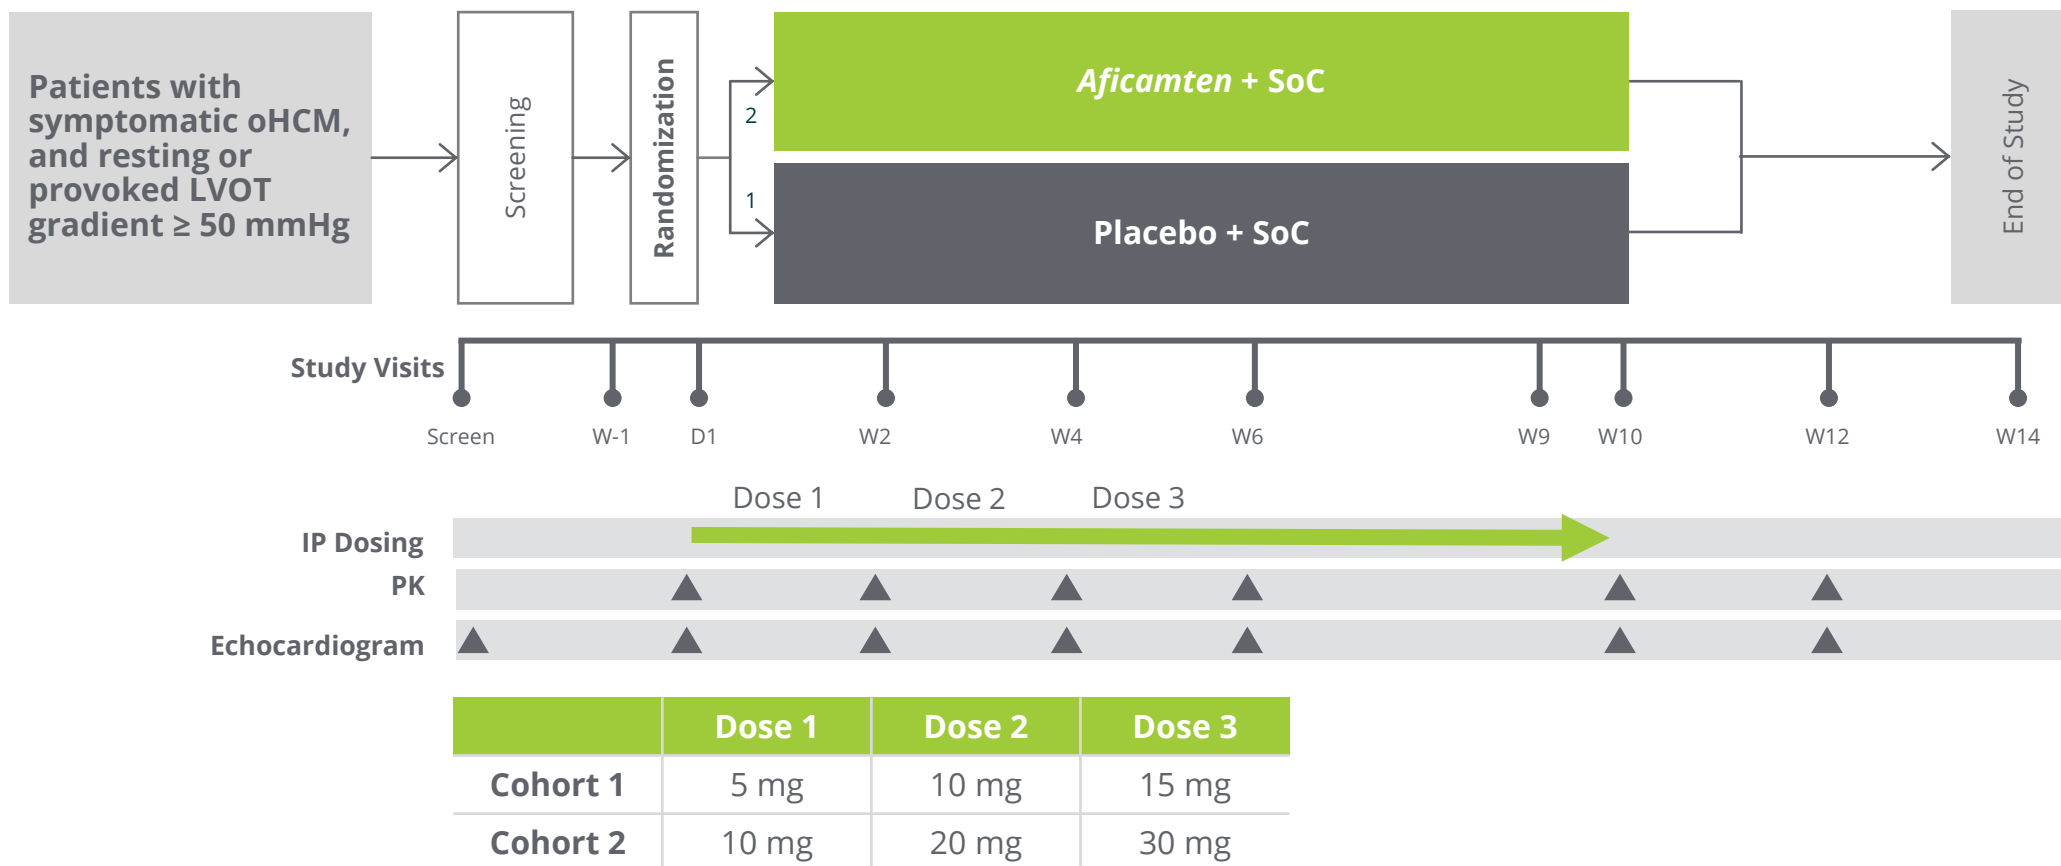 Patients with
symptomatic oHCM,
and resting or
provoked LVOT
gradient ≥ 50 mmHg
Screening
Randomization
2
1
Aficamten + SoC
Placebo + SoC
End of Study
Study Visits
Screen W-1 D1 W2 W4 W6 W9 W10 W12 W14
Dose 1 Dose 2 Dose 3
IP Dosing
PK
Echocardiogram
Dose 1 Dose 2 Dose 3
Cohort 1 5 mg 10 mg 15 mg
Cohort 2 10 mg 20 mg 30 mg